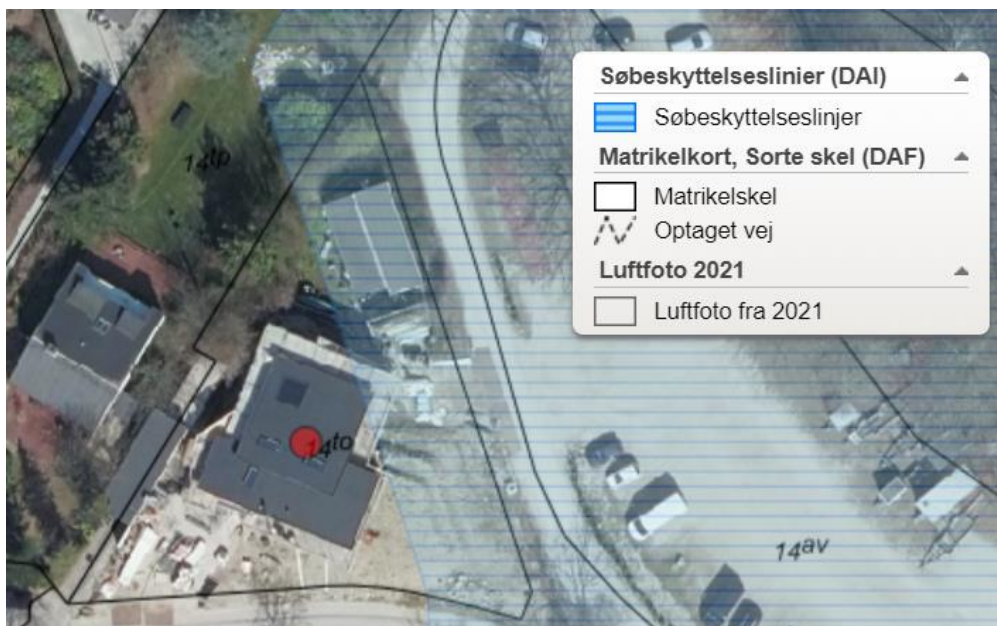 Søbeskyttelseslinier (DAI)
Søbeskyttelseslinjer
Matrikelkort, Sorte skel (DAF)
Matrikelskel
Optaget vej
Luftfoto 2021
Luftfoto fra 2021
14tp
14to
14av